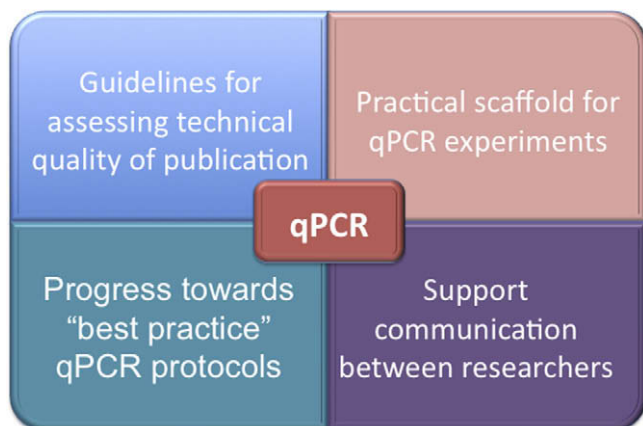 Guidelines for
assessing technical
quality of publication
Practical scaffold for
qPCR experiments
qPCR
Progress towards
“best practice”
qPCR protocols
Support
communication
between researchers